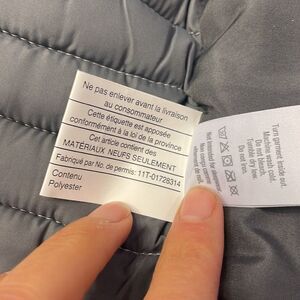 Ne pas enlever avant la livraison
au consommateur
Cette étiquette est apposée
conformément à la loi de la province
Cet article contient des
MATÉRIAUX NEUFS SEULEMENT
Fabriqué par No. de permis: 11T-01728314
Contenu
Polyester
Turn garment inside out.
Machine wash cold.
Do not bleach.
Tumble dry low.
Do not iron.